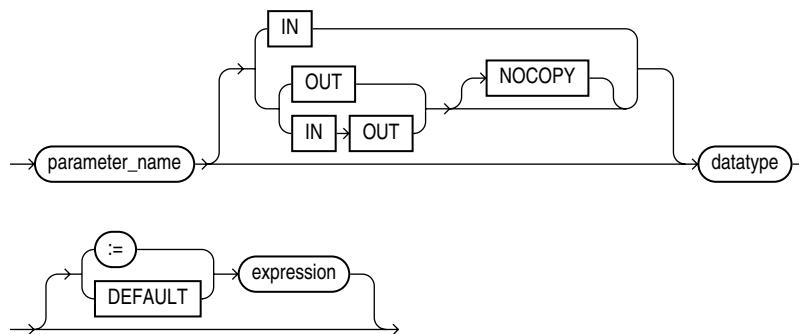 IN
OUT
NOCOPY
IN OUT
parameter_name datatype
:=
DEFAULT
expression